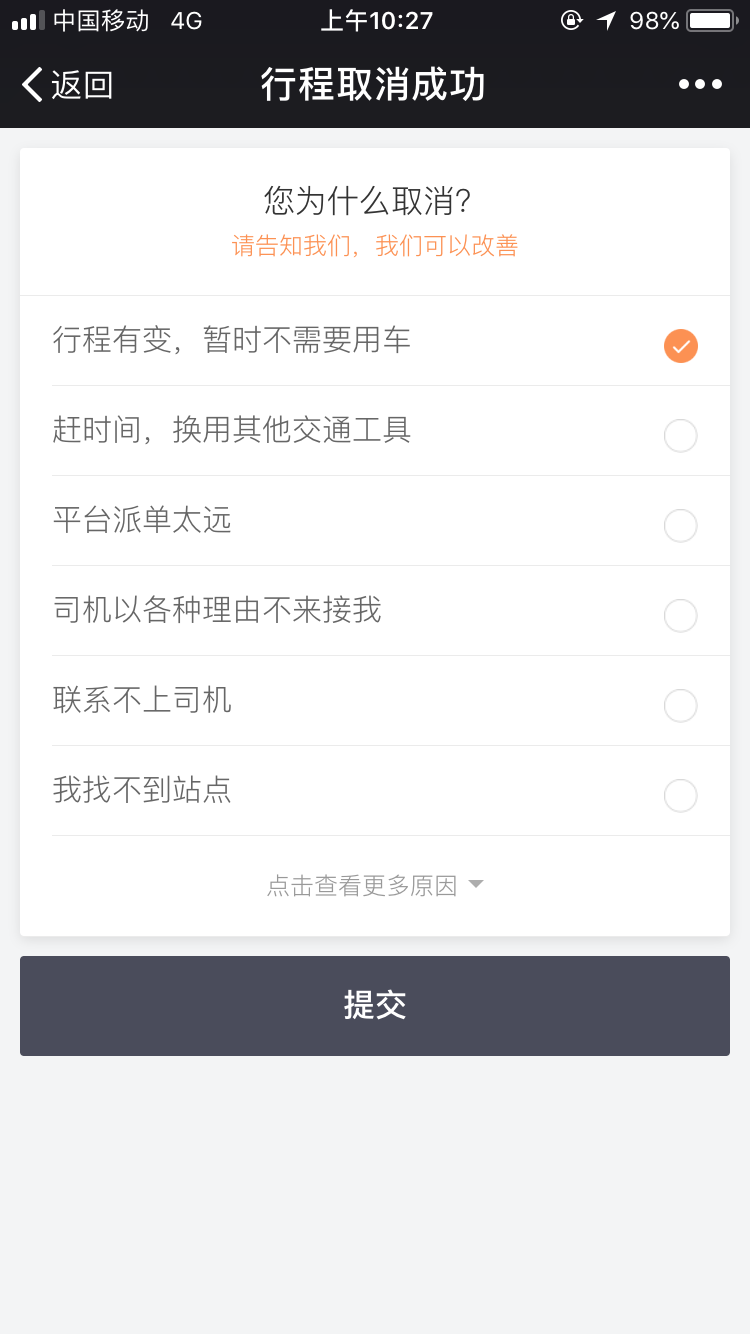 中国移动 4G 上午10:27 98%
返回 行程取消成功
您为什么取消?
请告知我们，我们可以改善
行程有变，暂时不需要用车
赶时间，换用其他交通工具
平台派单太远
司机以各种理由不来接我
联系不上司机
我找不到站点
点击查看更多原因
提交